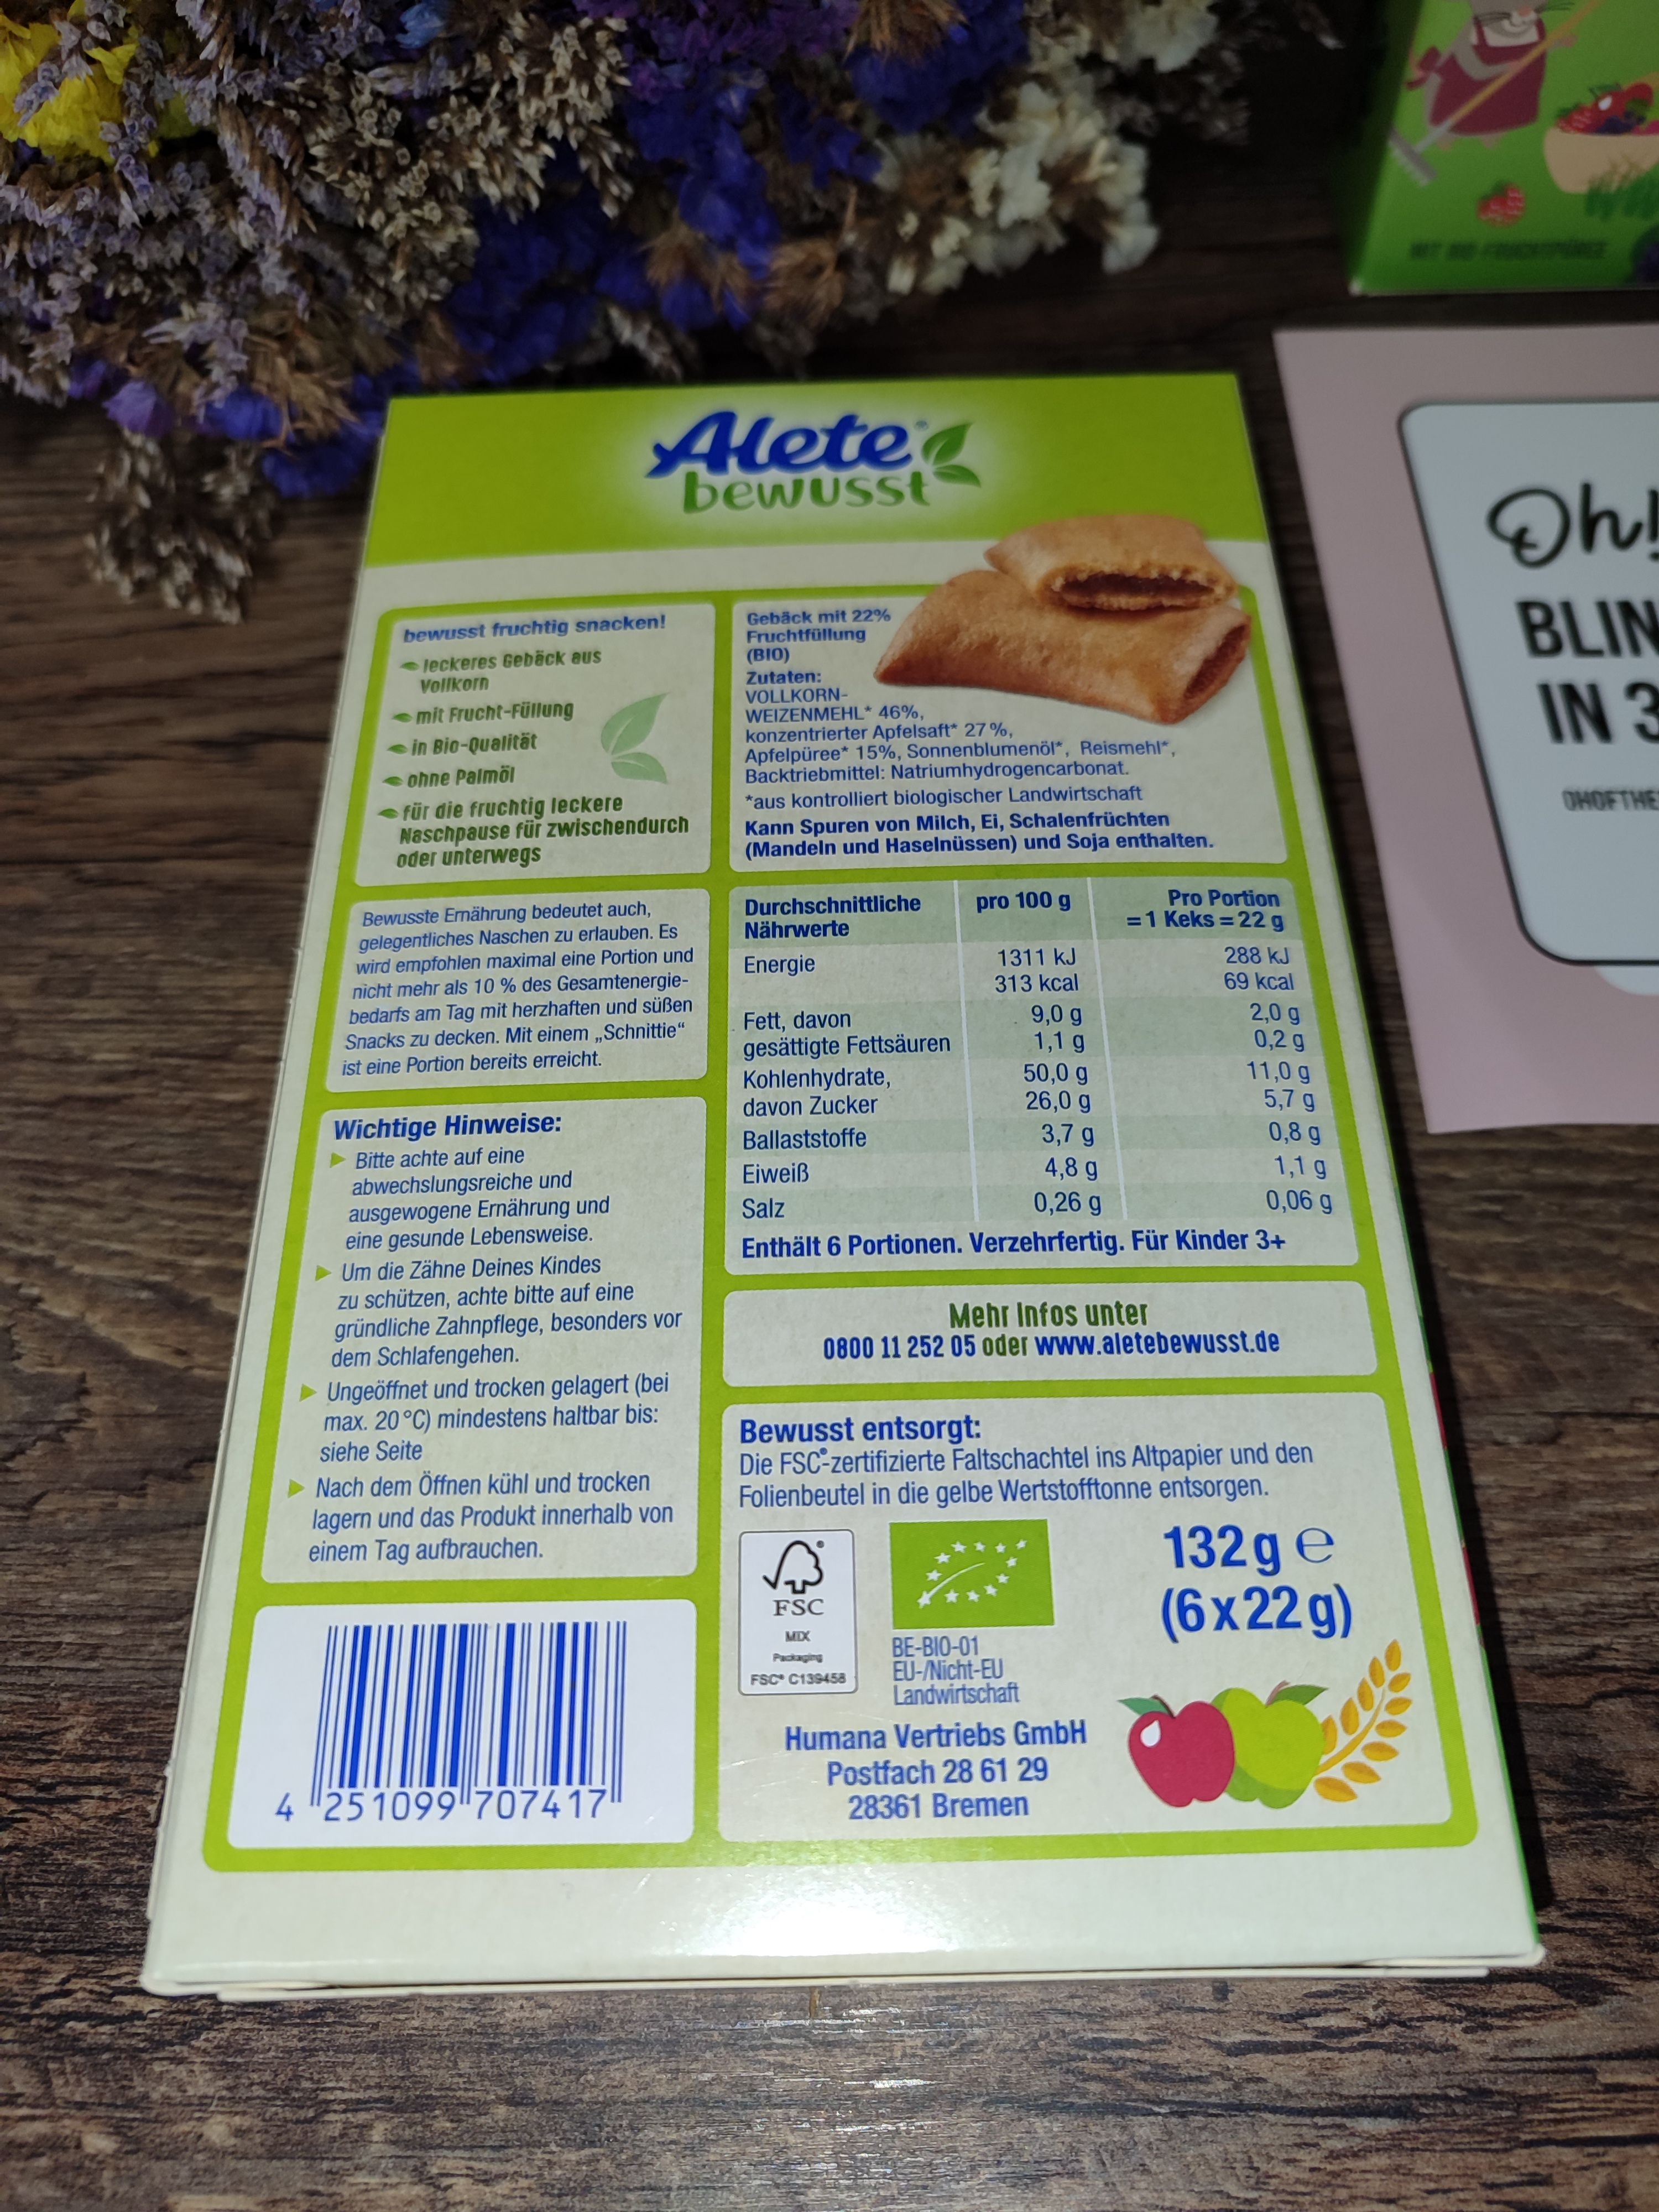 Alete®
bewusst
bewusst fruchtig snacken!
leckeres Gebäck aus
Vollkorn
mit Frucht-Füllung
in Bio-Qualität
ohne Palmöl
für die fruchtig leckere
Naschpause für zwischendurch
oder unterwegs
Bewusste Ernährung bedeutet auch,
gelegentliches Naschen zu erlauben. Es
wird empfohlen maximal eine Portion und
nicht mehr als 10 % des Gesamtenergie-
bedarfs am Tag mit herzhaften und süßen
Snacks zu decken. Mit einem „Schnittie“
ist eine Portion bereits erreicht.
Wichtige Hinweise:
Bitte achte auf eine
abwechslungsreiche und
ausgewogene Ernährung und
eine gesunde Lebensweise.
Um die Zähne Deines Kindes
zu schützen, achte bitte auf eine
gründliche Zahnpflege, besonders vor
dem Schlafengehen.
Ungeöffnet und trocken gelagert (bei
max. 20 °C) mindestens haltbar bis:
siehe Seite
Nach dem Öffnen kühl und trocken
lagern und das Produkt innerhalb von
einem Tag aufbrauchen.
4 251099 707417
Gebäck mit 22%
Fruchtfüllung
(BIO)
Zutaten:
VOLLKORN-
WEIZENMEHL* 46%,
konzentrierter Apfelsaft* 27%,
Apfelpüree* 15%, Sonnenblumenöl*, Reismehl*,
Backtriebmittel: Natriumhydrogencarbonat.
*aus kontrolliert biologischer Landwirtschaft
Kann Spuren von Milch, Ei, Schalenfrüchten
(Mandeln und Haselnüssen) und Soja enthalten.
Durchschnittliche pro 100 g Pro Portion
Nährwerte = 1 Keks = 22 g
Energie 1311 kJ 288 kJ
313 kcal 69 kcal
Fett, davon 9,0 g 2,0 g
gesättigte Fettsäuren 1,1 g 0,2 g
Kohlenhydrate, 50,0 g 11,0 g
davon Zucker 26,0 g 5,7 g
Ballaststoffe 3,7 g 0,8 g
Eiweiß 4,8 g 1,1 g
Salz 0,26 g 0,06 g
Enthält 6 Portionen. Verzehrfertig. Für Kinder 3+
Mehr Infos unter
0800 11 252 05 oder www.aletebewusst.de
Bewusst entsorgt:
Die FSC®-zertifizierte Faltschachtel ins Altpapier und den
Folienbeutel in die gelbe Wertstofftonne entsorgen.
FSC
MIX
Packaging
FSC® C139458
BE-BIO-01
EU-/Nicht-EU
Landwirtschaft
132 g e
(6 x 22 g)
Humana Vertriebs GmbH
Postfach 28 61 29
28361 Bremen
MIT BIO-FRUCHTPÜREE
Oh!
BLIN
IN 3
OHOFTHE